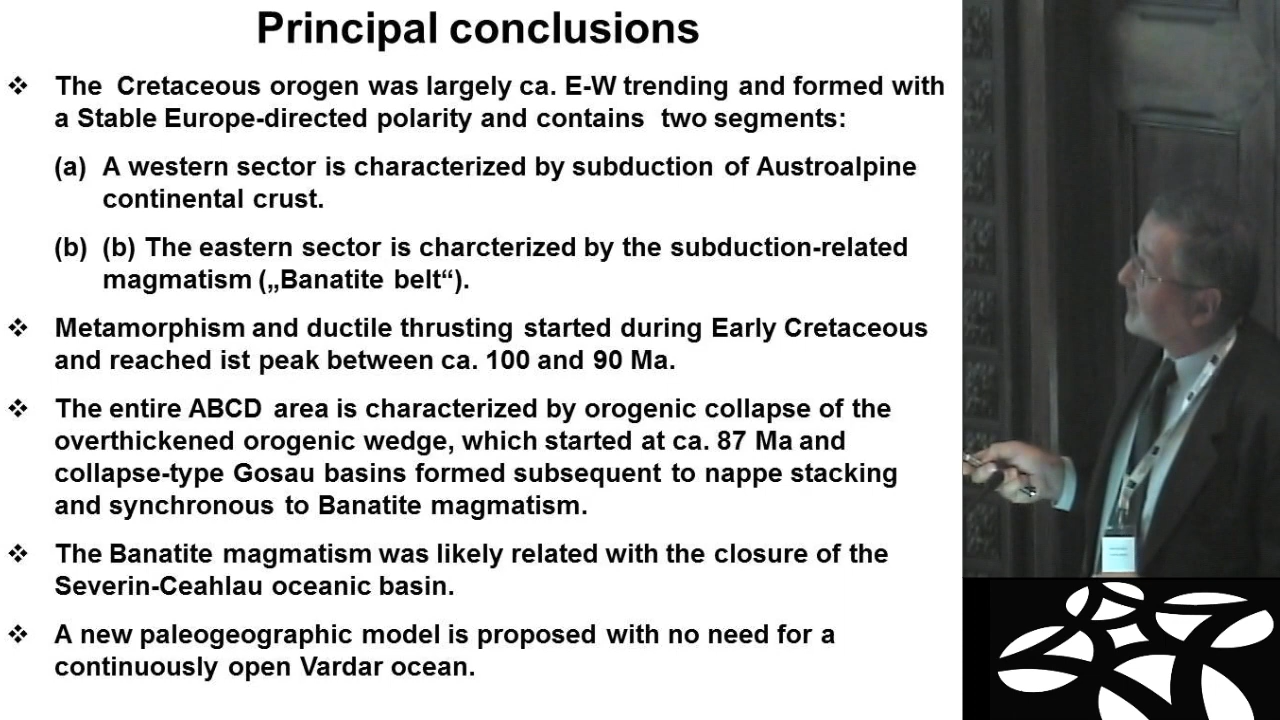 Principal conclusions
❖ The Cretaceous orogen was largely ca. E-W trending and formed with
a Stable Europe-directed polarity and contains two segments:
(a) A western sector is characterized by subduction of Austroalpine
continental crust.
(b) (b) The eastern sector is charcterized by the subduction-related
magmatism („Banatite belt“).
❖ Metamorphism and ductile thrusting started during Early Cretaceous
and reached ist peak between ca. 100 and 90 Ma.
❖ The entire ABCD area is characterized by orogenic collapse of the
overthickened orogenic wedge, which started at ca. 87 Ma and
collapse-type Gosau basins formed subsequent to nappe stacking
and synchronous to Banatite magmatism.
❖ The Banatite magmatism was likely related with the closure of the
Severin-Ceahlau oceanic basin.
❖ A new paleogeographic model is proposed with no need for a
continuously open Vardar ocean.